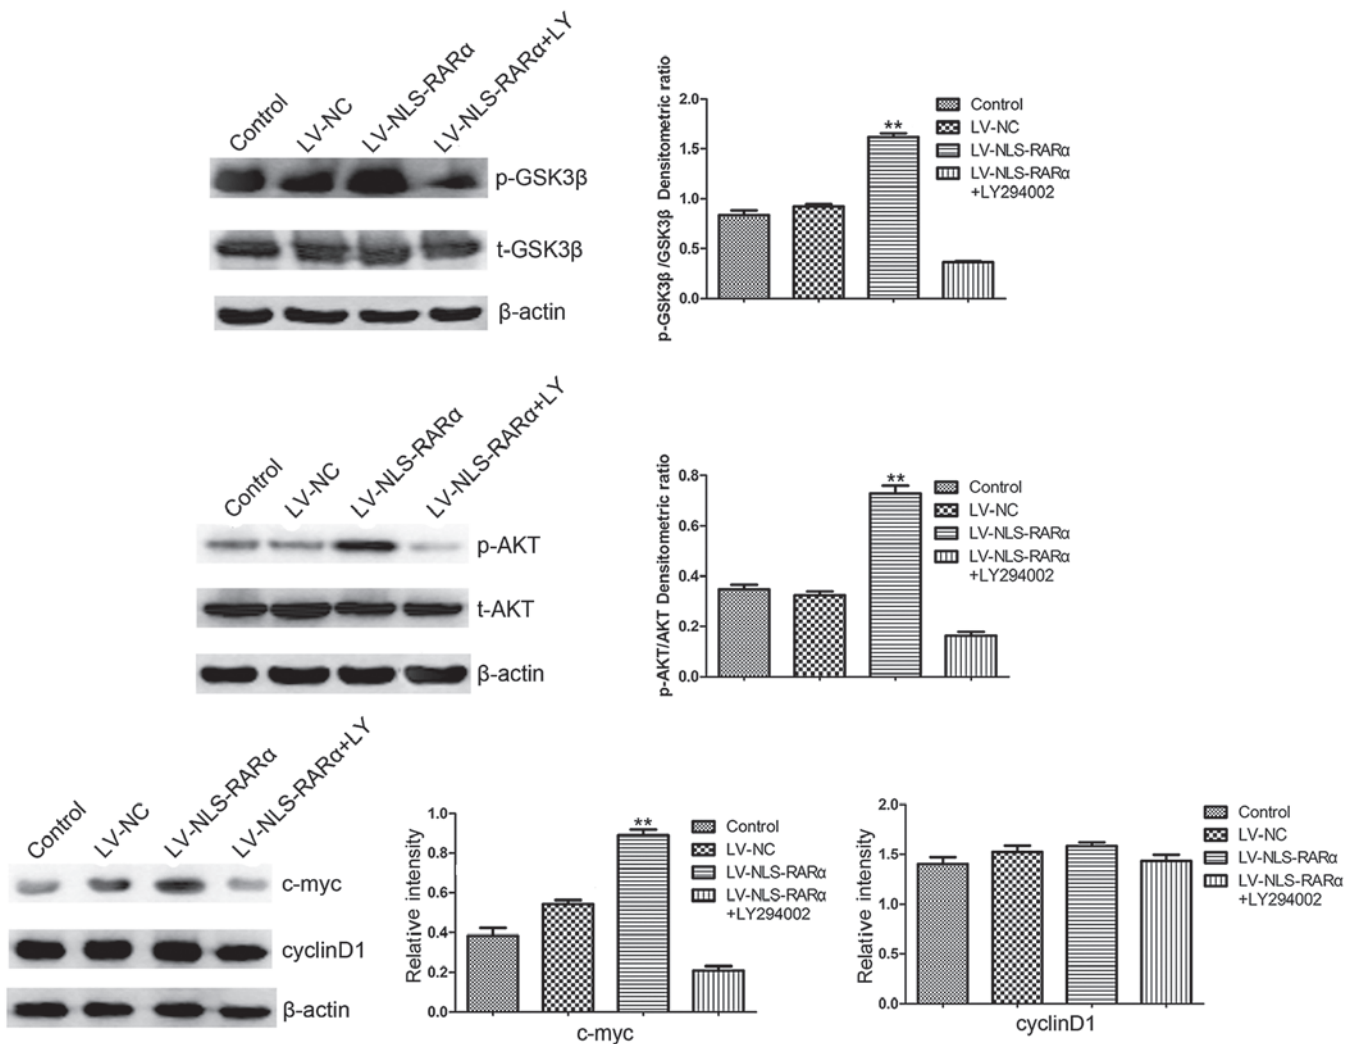 Control
LV-NC
LV-NLS-RARα
LV-NLS-RARα+LY
p-GSK3β
t-GSK3β
β-actin
p-GSK3β /GSK3β Densitometric ratio
2.0
1.5
1.0
0.5
0.0
**
Control
LV-NC
LV-NLS-RARα
LV-NLS-RARα
+LY294002
Control
LV-NC
LV-NLS-RARα
LV-NLS-RARα+LY
p-AKT
t-AKT
β-actin
p-AKT/AKT Densitometric ratio
0.8
0.6
0.4
0.2
0.0
**
Control
LV-NC
LV-NLS-RARα
LV-NLS-RARα
+LY294002
Control
LV-NC
LV-NLS-RARα
LV-NLS-RARα+LY
c-myc
cyclinD1
β-actin
Relative intensity
1.0
0.8
0.6
0.4
0.2
0.0
**
c-myc
Control
LV-NC
LV-NLS-RARα
LV-NLS-RARα
+LY294002
Relative intensity
2.0
1.5
1.0
0.5
0.0
cyclinD1
Control
LV-NC
LV-NLS-RARα
LV-NLS-RARα
+LY294002